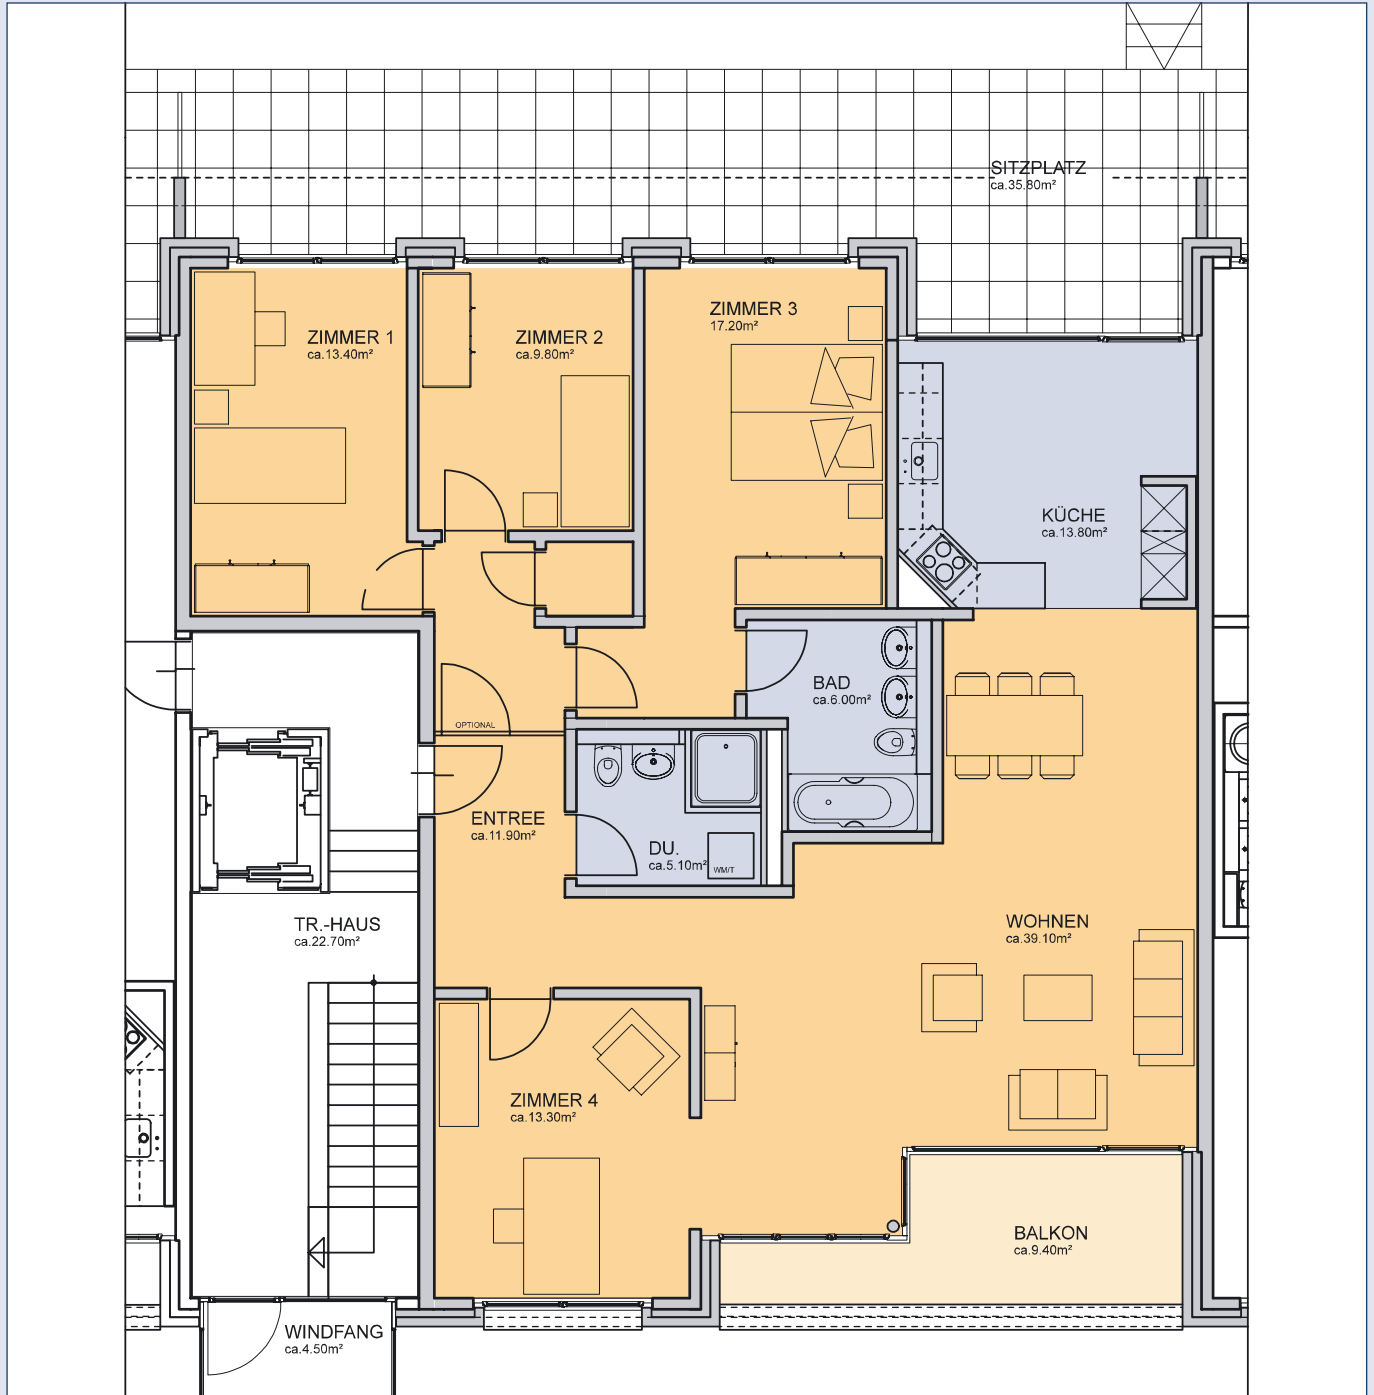 SITZPLATZ
ca.35.80m²
ZIMMER 1
ca.13.40m²
ZIMMER 2
ca.9.80m²
ZIMMER 3
17.20m²
KÜCHE
ca.13.80m²
BAD
ca.6.00m²
OPTIONAL
ENTREE
ca.11.90m²
DU.
ca.5.10m²
WM/T
TR.-HAUS
ca.22.70m²
WOHNEN
ca.39.10m²
ZIMMER 4
ca.13.30m²
BALKON
ca.9.40m²
WINDFANG
ca.4.50m²